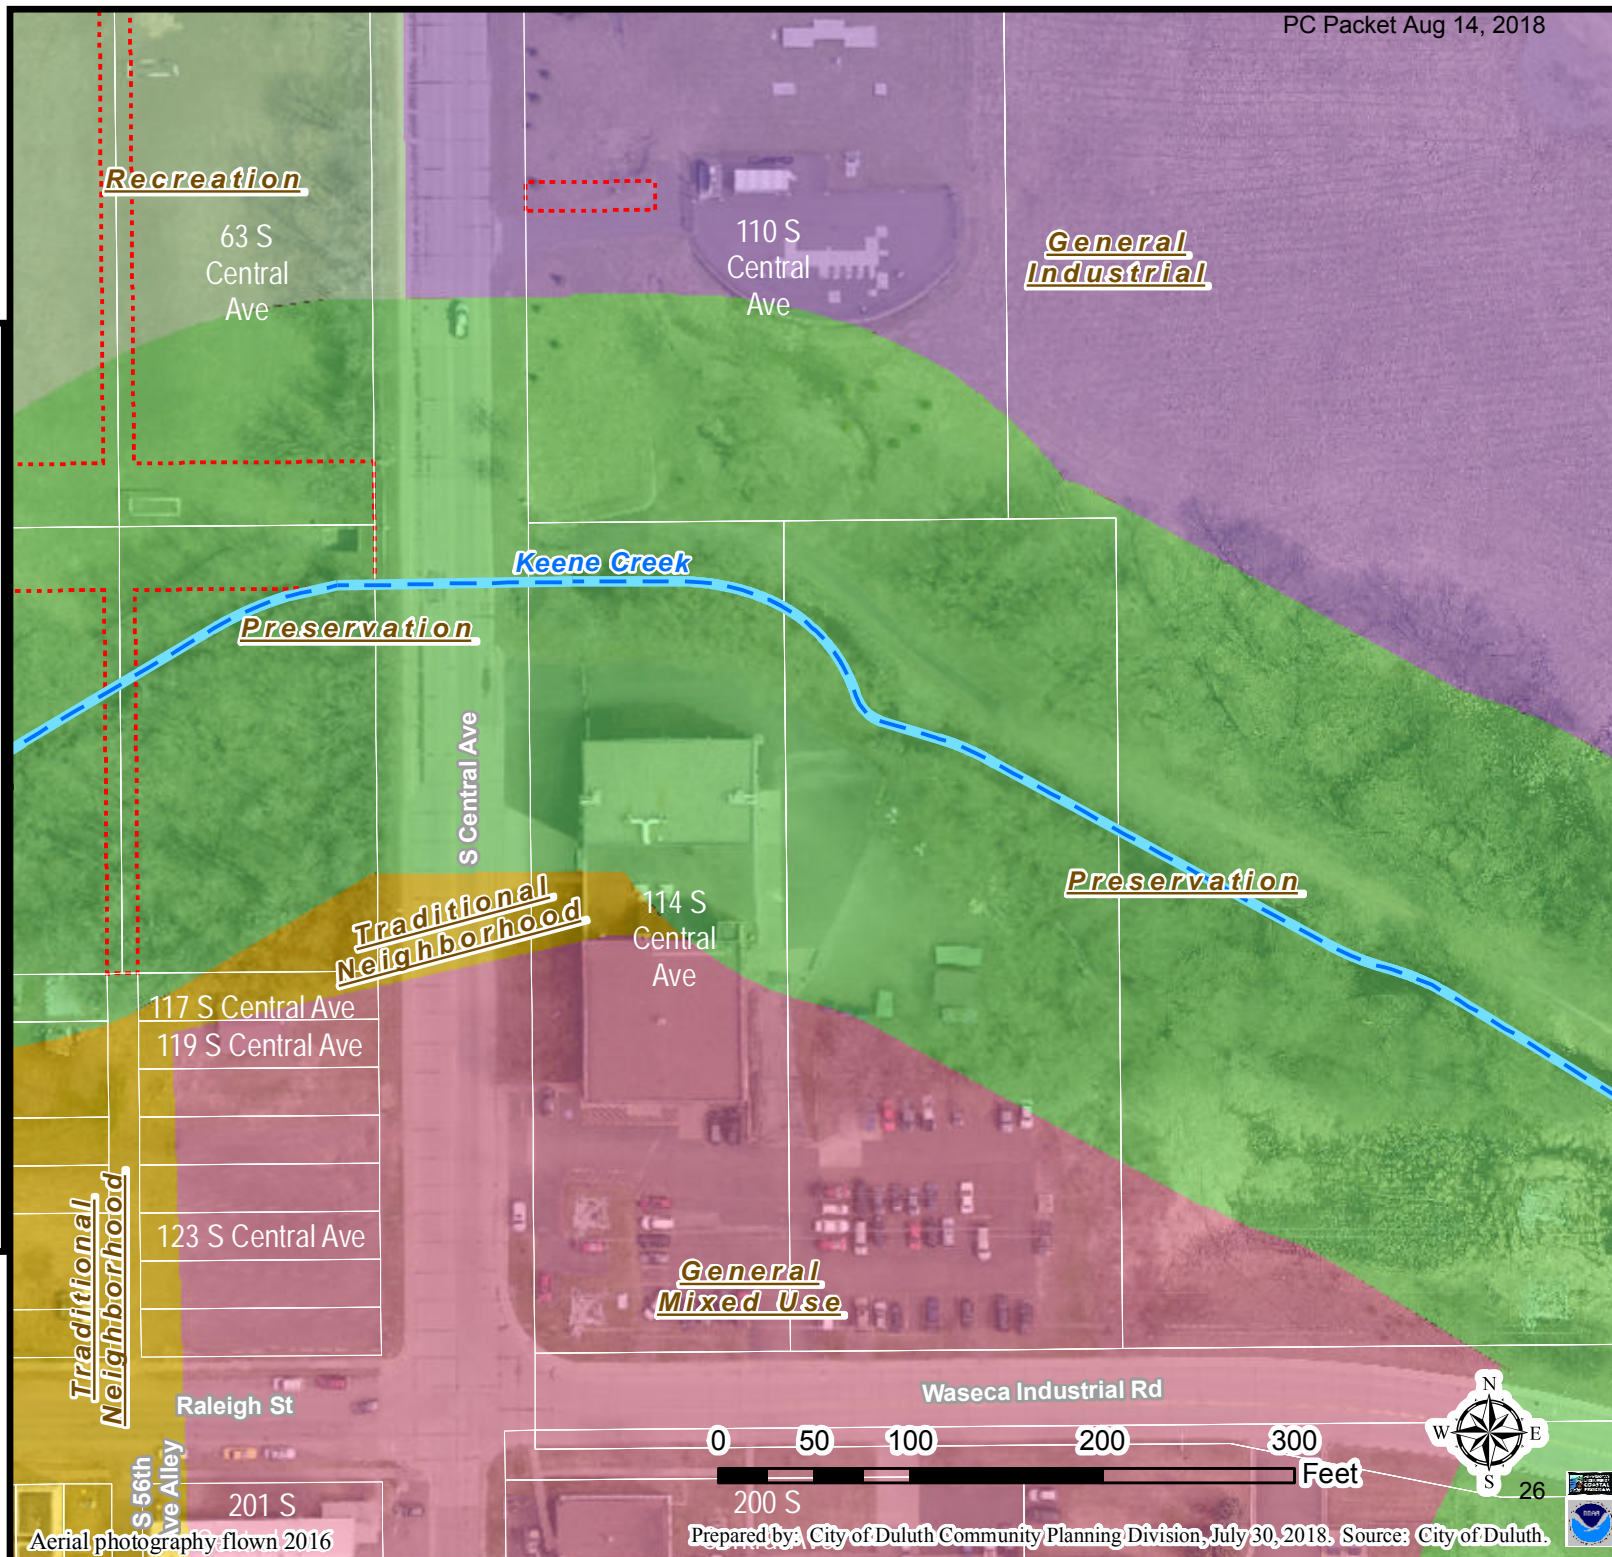 PC Packet Aug 14, 2018
Recreation
63 S
Central
Ave
110 S
Central
Ave
General
Industrial
Keene Creek
Preservation
S Central Ave
Traditional
Neighborhood
114 S
Central
Ave
Preservation
117 S Central Ave
119 S Central Ave
Traditional
Neighborhood
123 S Central Ave
General
Mixed Use
Raleigh St
Waseca Industrial Rd
N
W E
S
0 50 100 200 300
Feet
S 56th
Ave Alley
201 S
200 S
26
Aerial photography flown 2016
Prepared by: City of Duluth Community Planning Division, July 30, 2018. Source: City of Duluth.